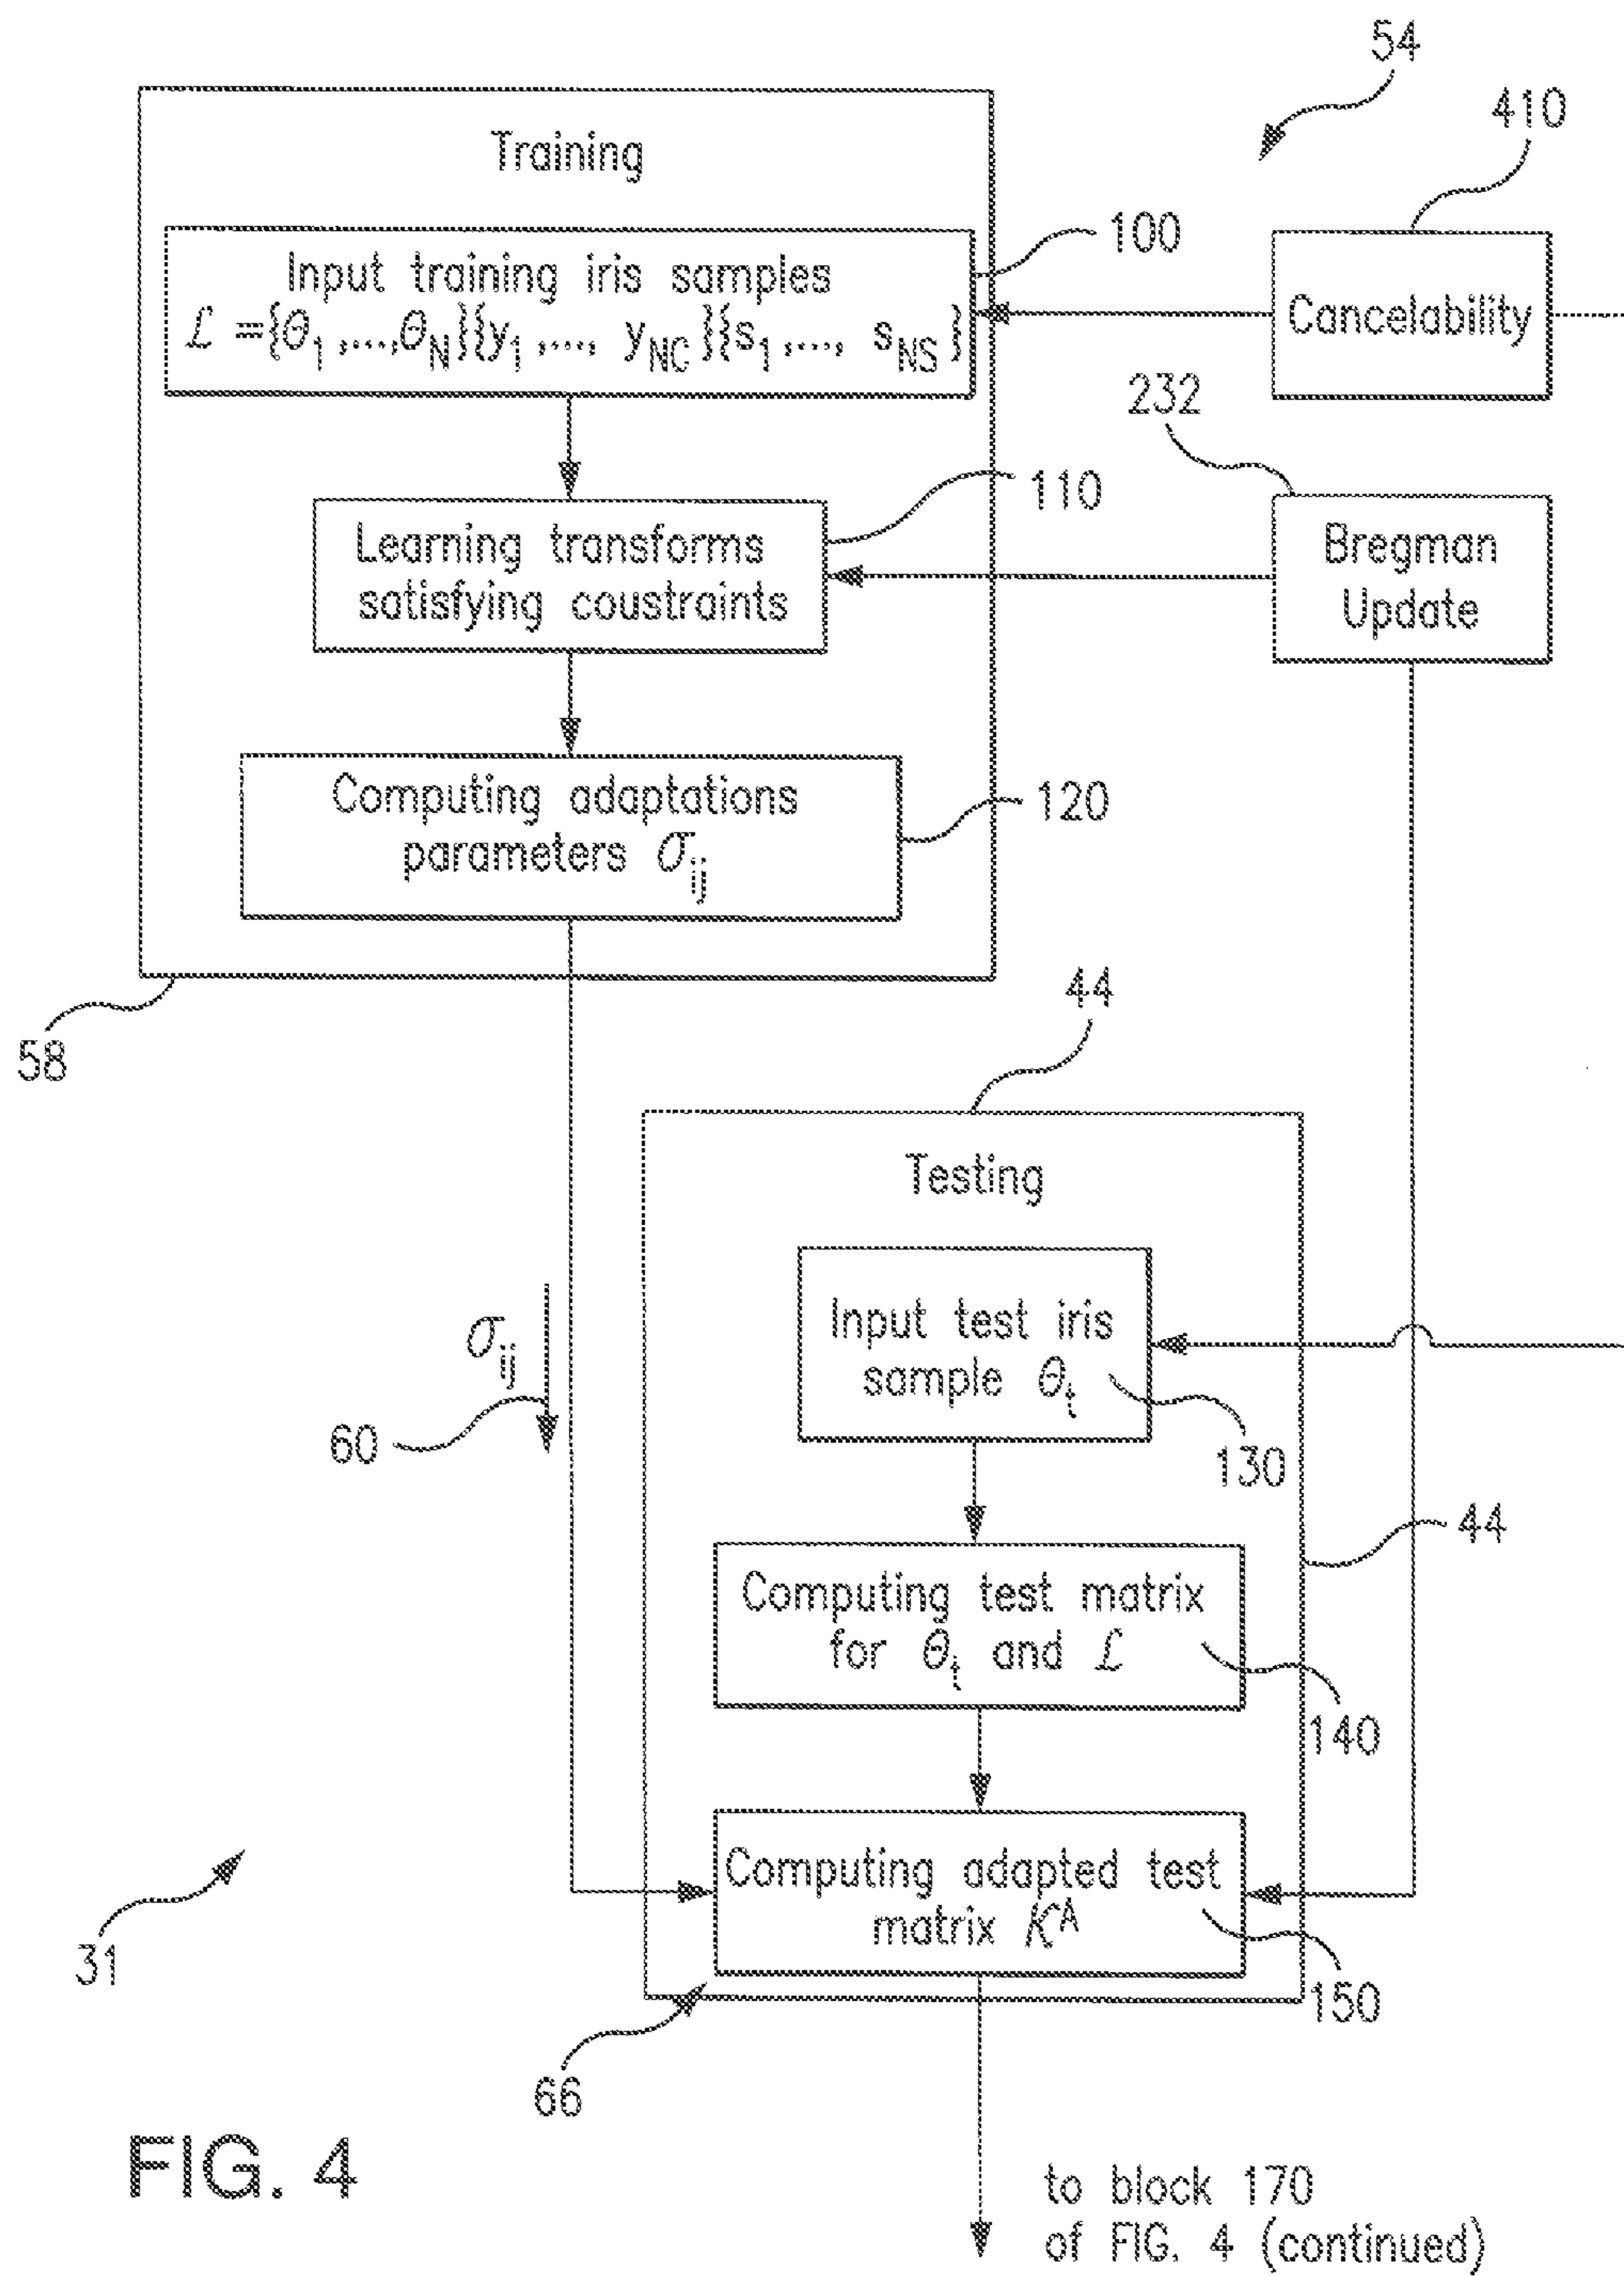 54
410
Training
100
Input training iris samples
ℒ ={θ1 ,...,θN}{y1 ,..., yNC }{s1 ,..., sNS }
Cancelability
232
110
Learning transforms
satisfying coustraints
Bregman
Update
Computing adaptations
parameters σij
120
58
44
Testing
Input test iris
sample θt
σij
60
130
44
Computing test matrix
for θt and ℒ
140
Computing adapted test
matrix KA
31
150
66
FIG. 4
to block 170
of FIG. 4 (continued)